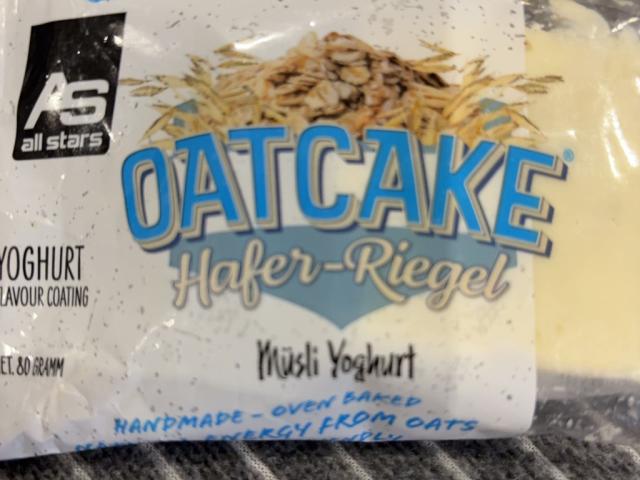 AS
all stars
OATCAKE®
Hafer-Riegel
YOGHURT
LAVOUR COATING
ET. 80 GRAMM
Müsli Yoghurt
HANDMADE - OVEN BAKED
ENERGY FROM OATS